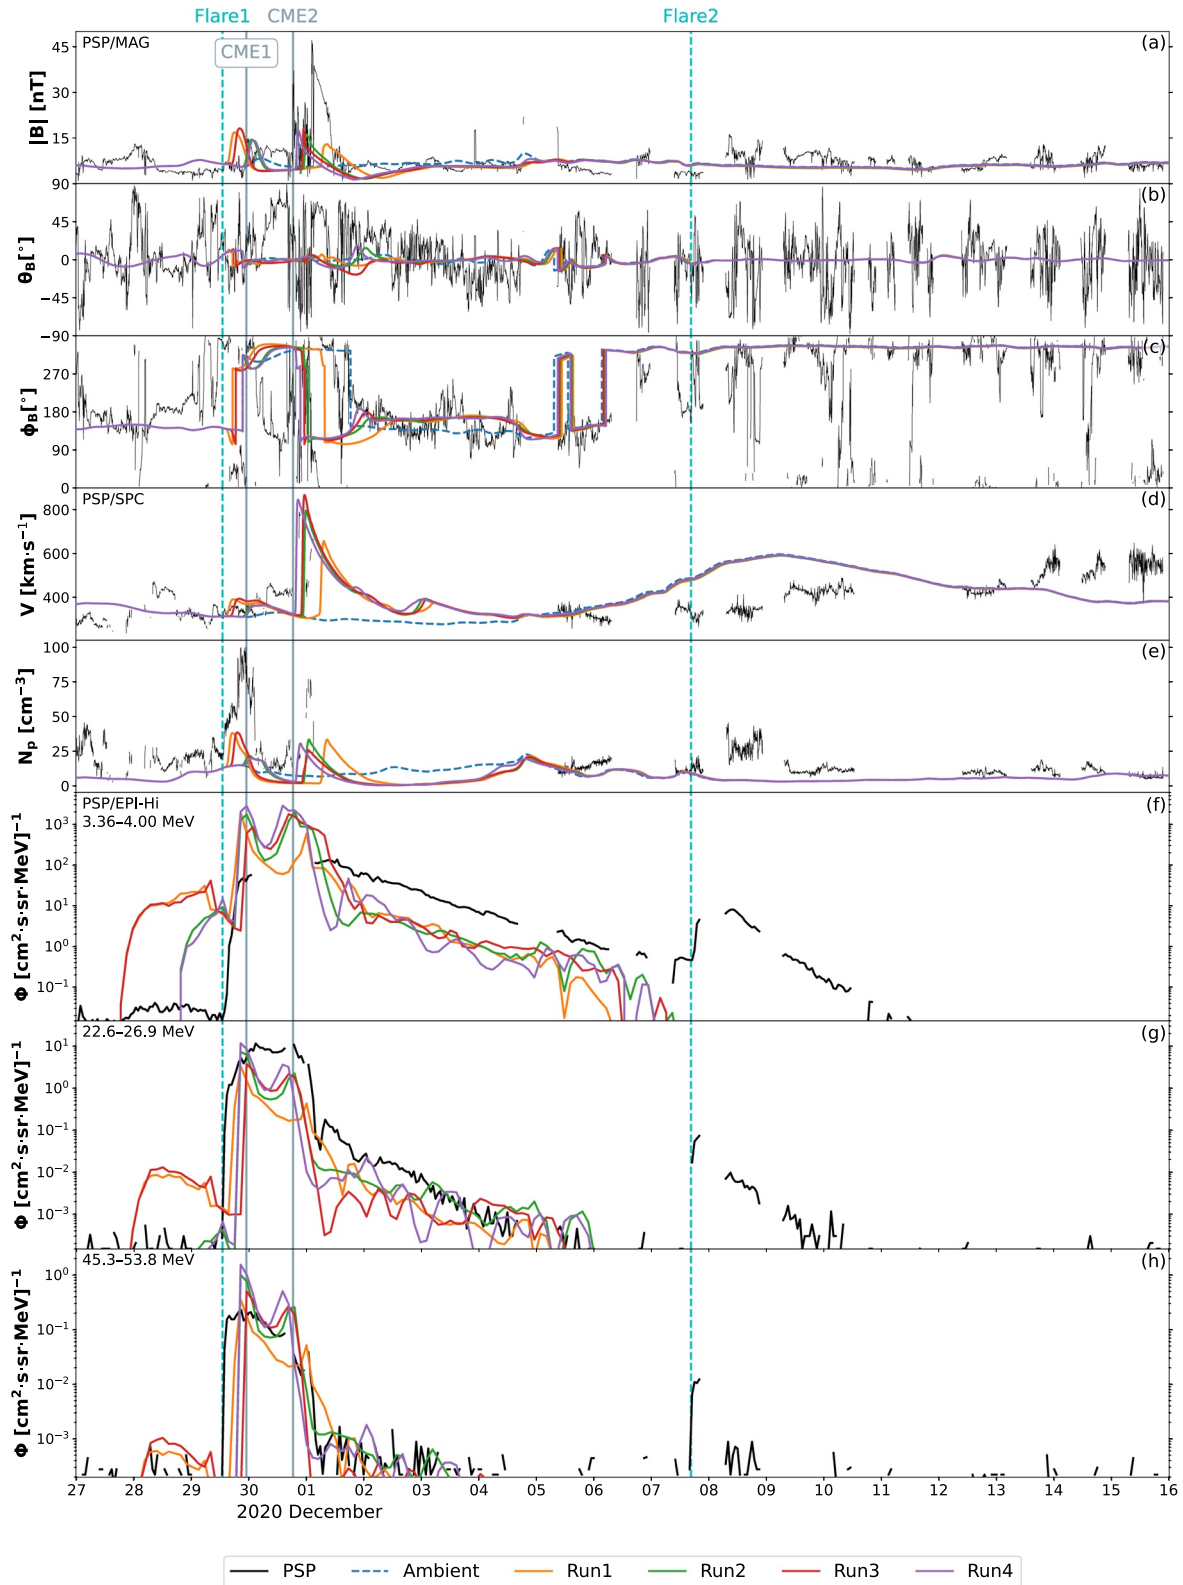 Flare1 CME2 Flare2
CME1
PSP/MAG (a)
45
30
15
|B| [nT]
90
(b)
45
0
−45
−90
θB[°]
(c)
270
180
90
0
ϕB[°]
PSP/SPC (d)
800
600
400
V [km·s−1]
(e)
100
75
50
25
0
Np [cm−3]
PSP/EPI-Hi (f)
3.36–4.00 MeV
10³
10²
10¹
10⁰
10⁻¹
Φ [cm²·s·sr·MeV]⁻¹
22.6–26.9 MeV (g)
10¹
10⁰
10⁻¹
10⁻²
10⁻³
Φ [cm²·s·sr·MeV]⁻¹
45.3–53.8 MeV (h)
10⁰
10⁻¹
10⁻²
10⁻³
Φ [cm²·s·sr·MeV]⁻¹
27 28 29 30 01 02 03 04 05 06 07 08 09 10 11 12 13 14 15 16
2020 December
PSP Ambient Run1 Run2 Run3 Run4